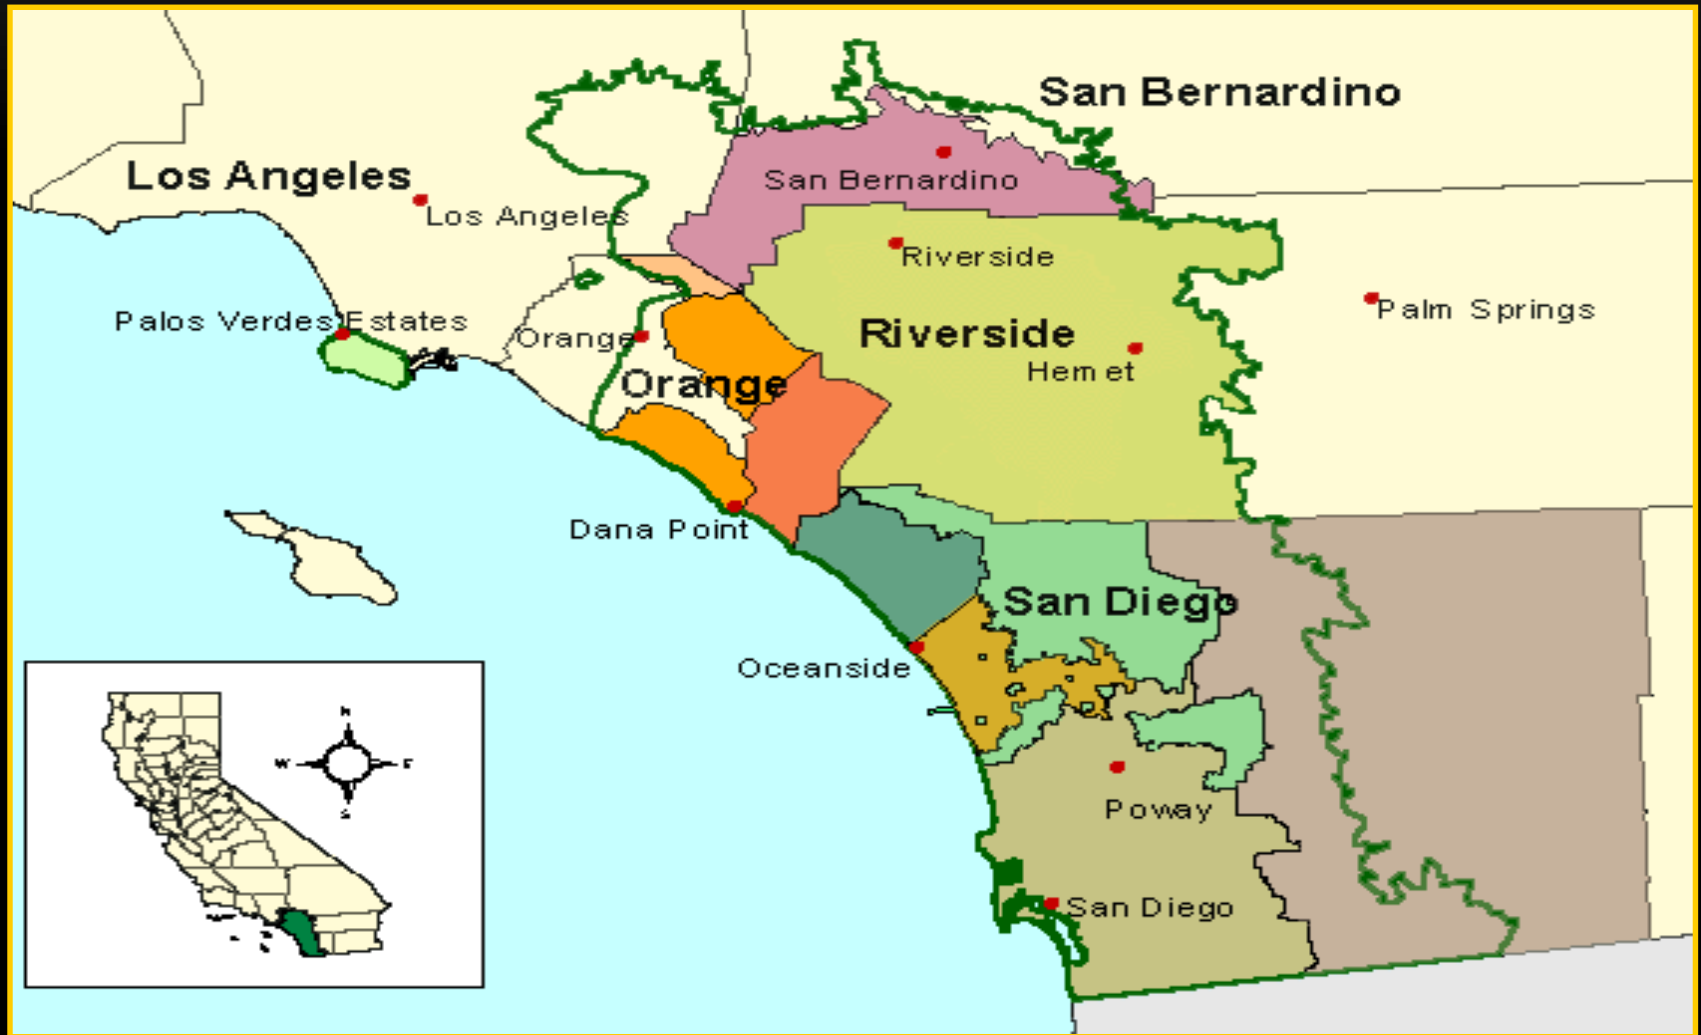 San Bernardino
Los Angeles
San Bernardino
Los Angeles
Riverside
Palm Springs
Palos Verdes Estates
Orange
Riverside
Hemet
Orange
Dana Point
San Diego
Oceanside
N
W
E
S
Poway
San Diego